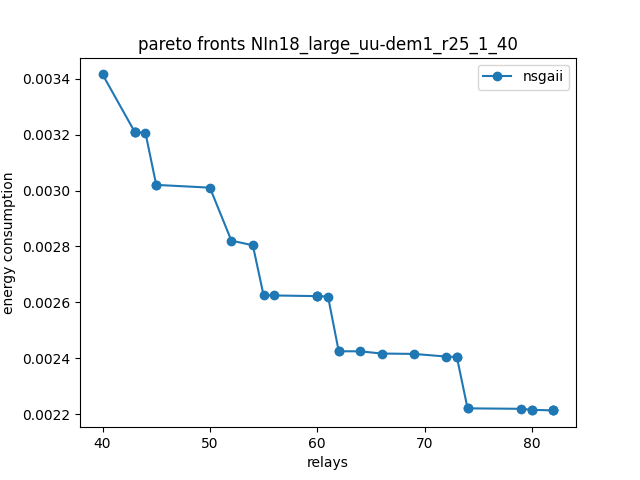 pareto fronts NIn18_large_uu-dem1_r25_1_40
nsgaii
0.0034
0.0032
0.0030
0.0028
0.0026
0.0024
0.0022
energy consumption
40 50 60 70 80
relays